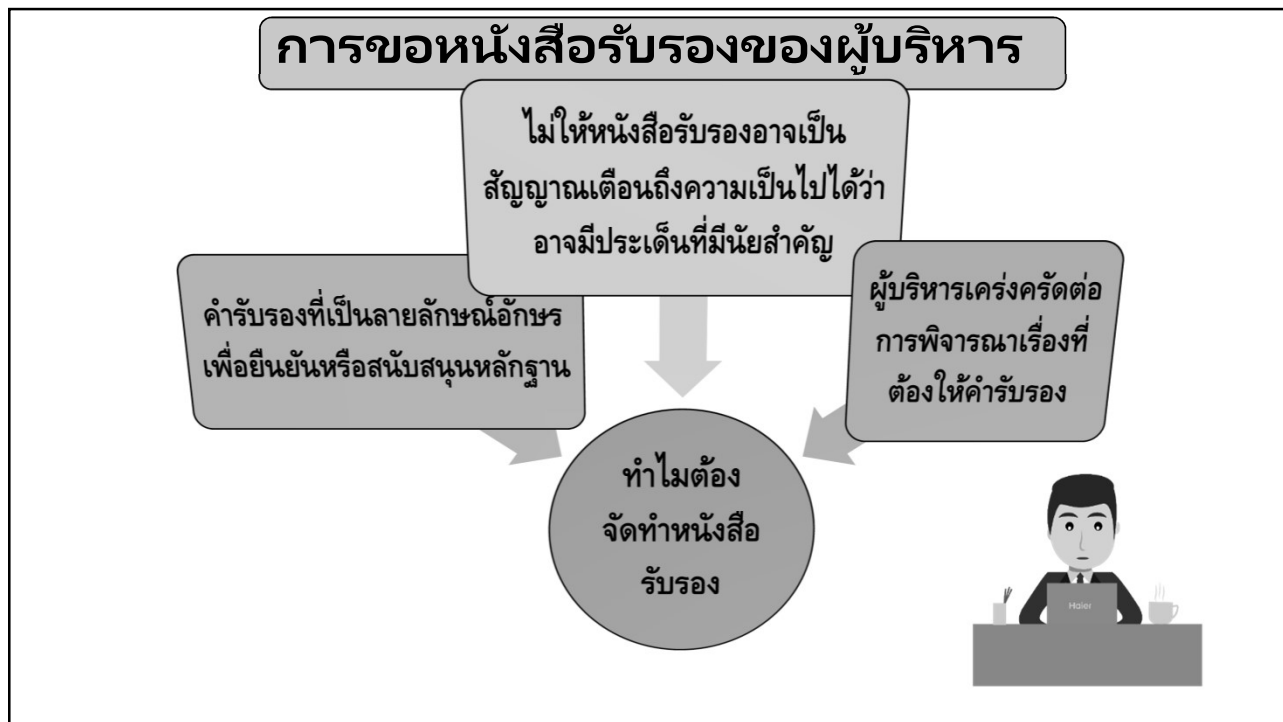 การขอหนังสือรับรองของผู้บริหาร
ไม่ให้หนังสือรับรองอาจเป็น
สัญญาณเตือนถึงความเป็นไปได้ว่า
อาจมีประเด็นที่มีนัยสำคัญ
คำรับรองที่เป็นลายลักษณ์อักษร
เพื่อยืนยันหรือสนับสนุนหลักฐาน
ผู้บริหารเคร่งครัดต่อ
การพิจารณาเรื่องที่
ต้องให้คำรับรอง
ทำไมต้อง
จัดทำหนังสือ
รับรอง
Haier